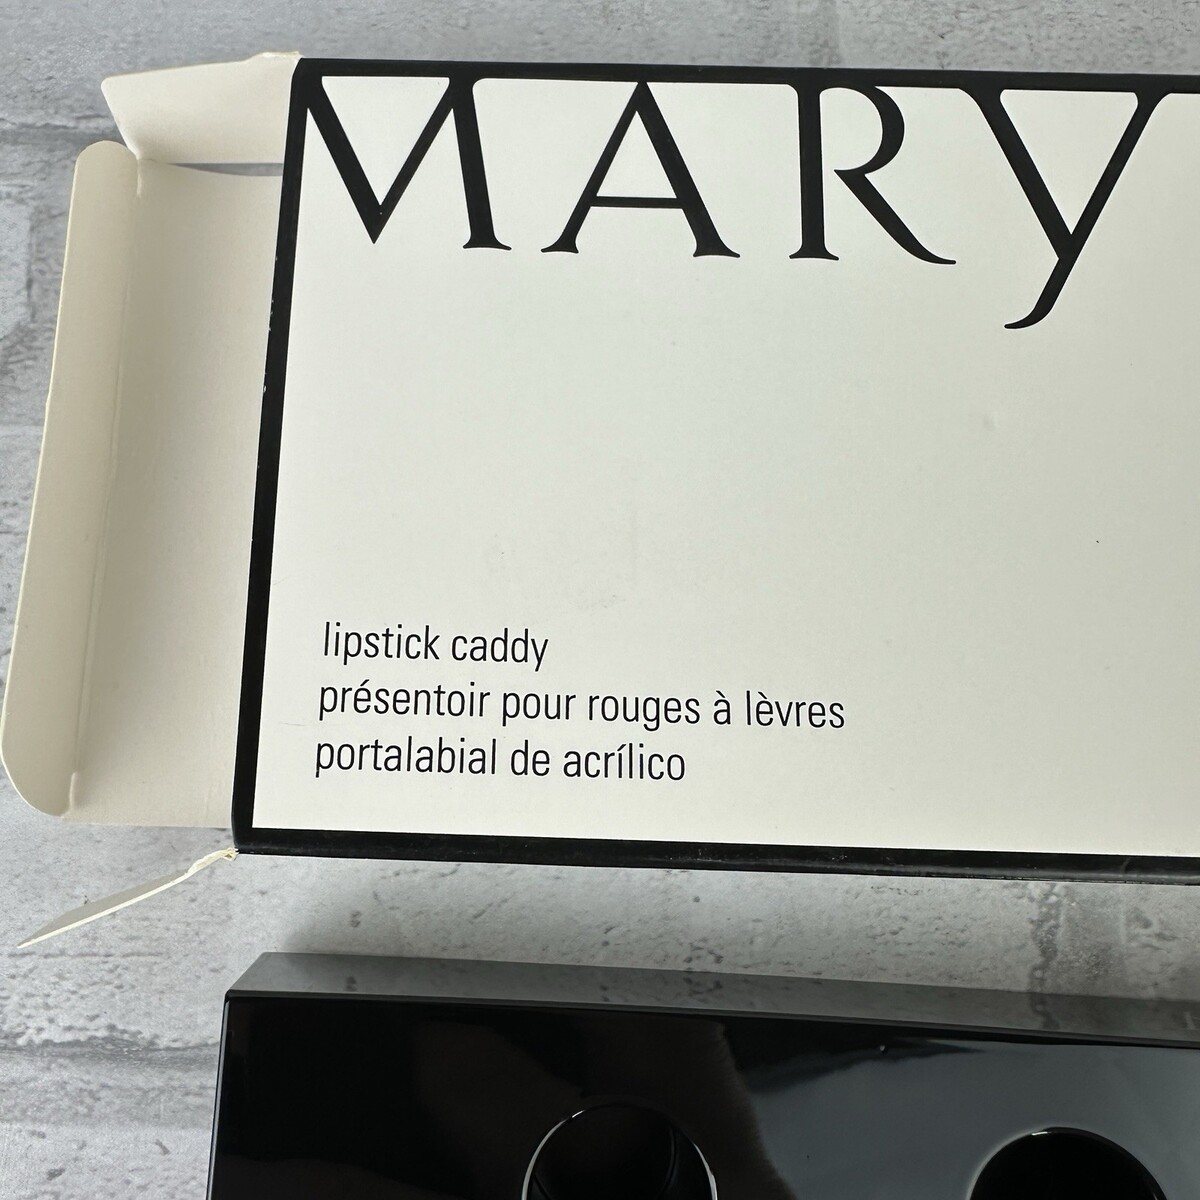 MARY
lipstick caddy
présentoir pour rouges à lèvres
portalabial de acrílico